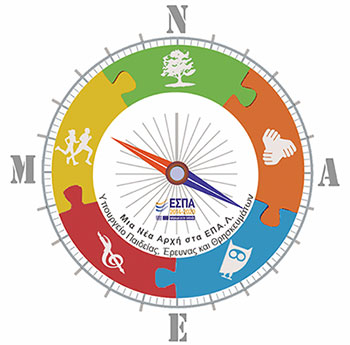 N
M
A
E
ΕΣΠΑ
2014-2020
Μια Νέα Αρχή στα ΕΠΑ.Λ.
Υπουργείο Παιδείας, Έρευνας και Θρησκευμάτων